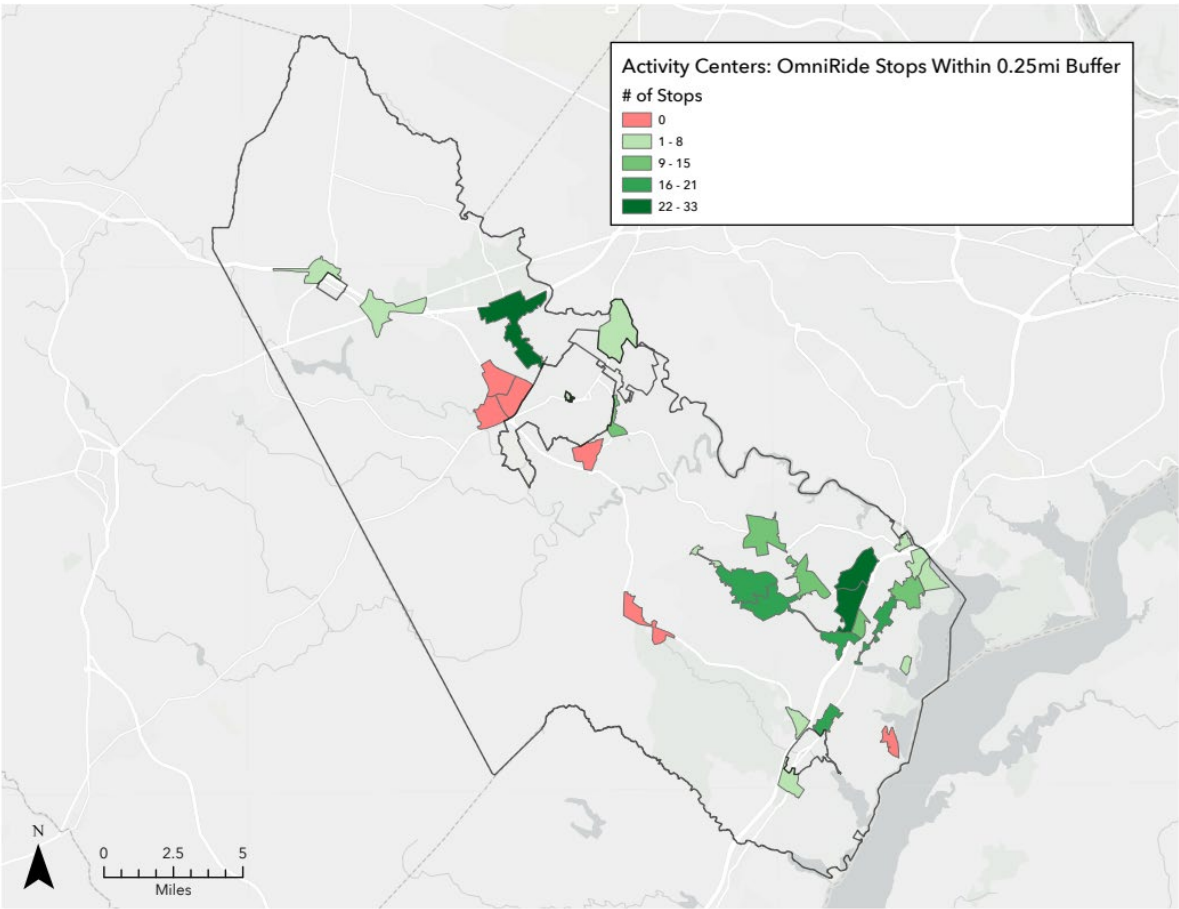 Activity Centers: OmniRide Stops Within 0.25mi Buffer
# of Stops
0
1 - 8
9 - 15
16 - 21
22 - 33
N
0 2.5 5
Miles